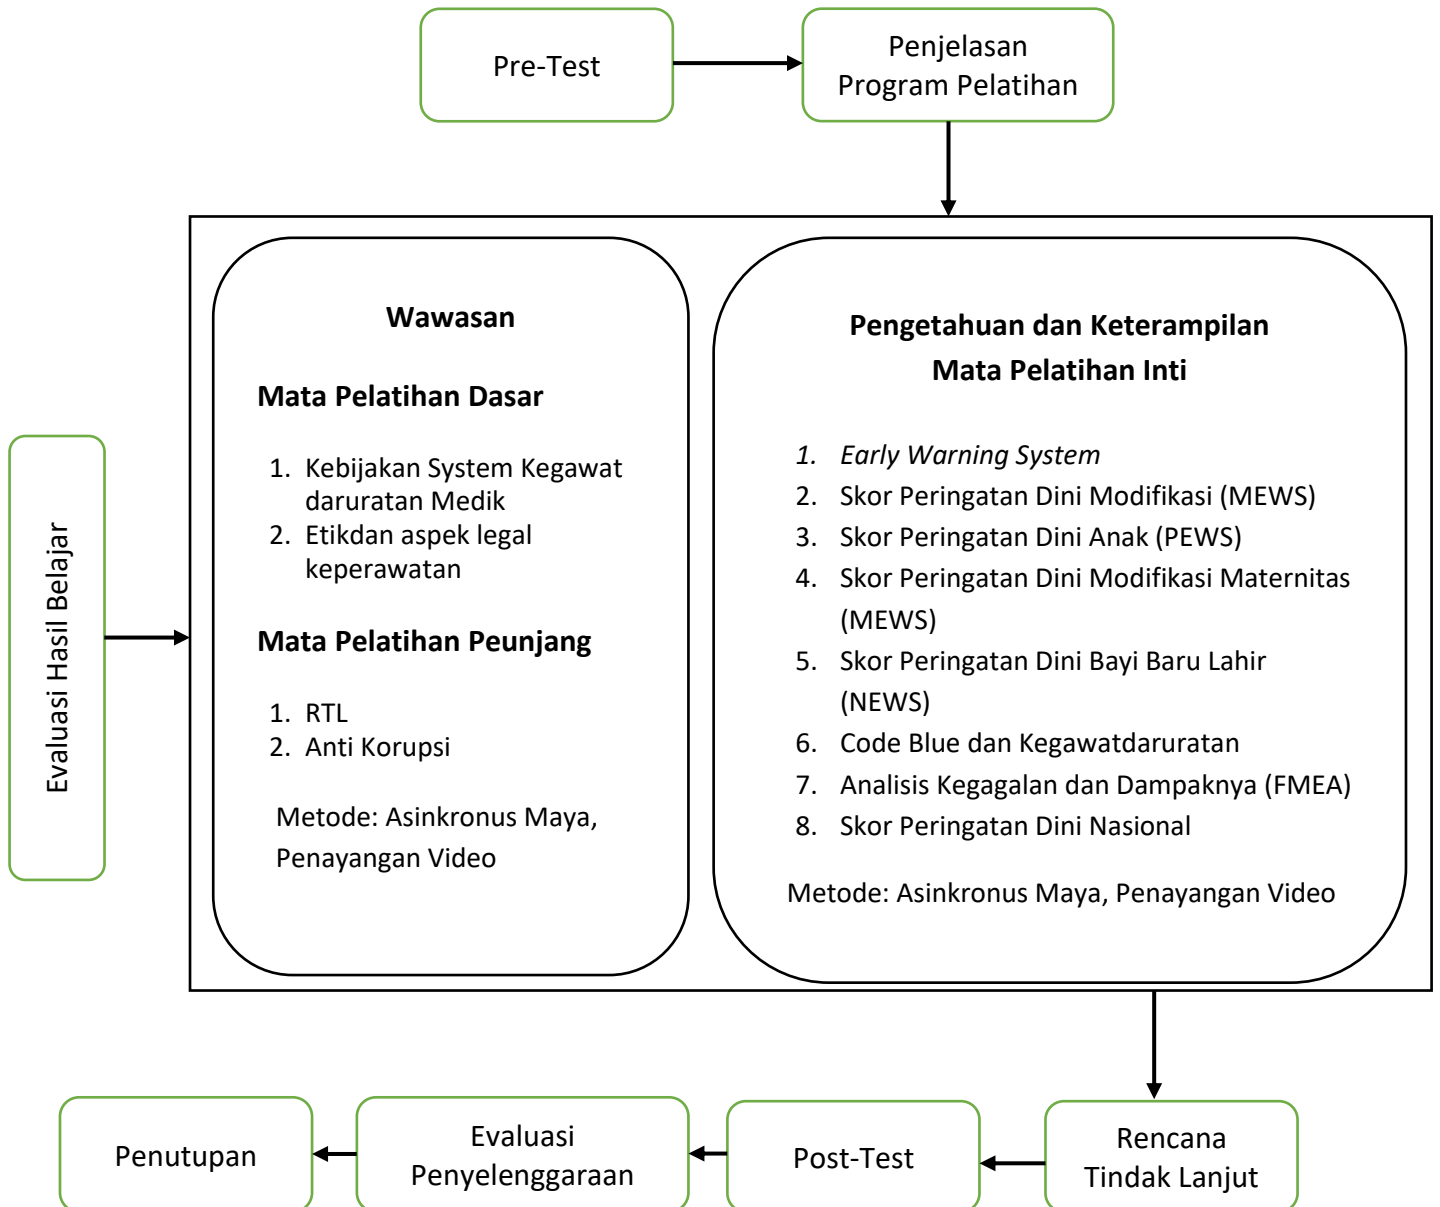 Pre-Test
Penjelasan
Program Pelatihan
Evaluasi Hasil Belajar
Wawasan
Mata Pelatihan Dasar
1. Kebijakan System Kegawat
daruratan Medik
2. Etikdan aspek legal
keperawatan
Mata Pelatihan Peunjang
1. RTL
2. Anti Korupsi
Metode: Asinkronus Maya,
Penayangan Video
Pengetahuan dan Keterampilan
Mata Pelatihan Inti
1. Early Warning System
2. Skor Peringatan Dini Modifikasi (MEWS)
3. Skor Peringatan Dini Anak (PEWS)
4. Skor Peringatan Dini Modifikasi Maternitas
(MEWS)
5. Skor Peringatan Dini Bayi Baru Lahir
(NEWS)
6. Code Blue dan Kegawatdaruratan
7. Analisis Kegagalan dan Dampaknya (FMEA)
8. Skor Peringatan Dini Nasional
Metode: Asinkronus Maya, Penayangan Video
Rencana
Tindak Lanjut
Post-Test
Evaluasi
Penyelenggaraan
Penutupan